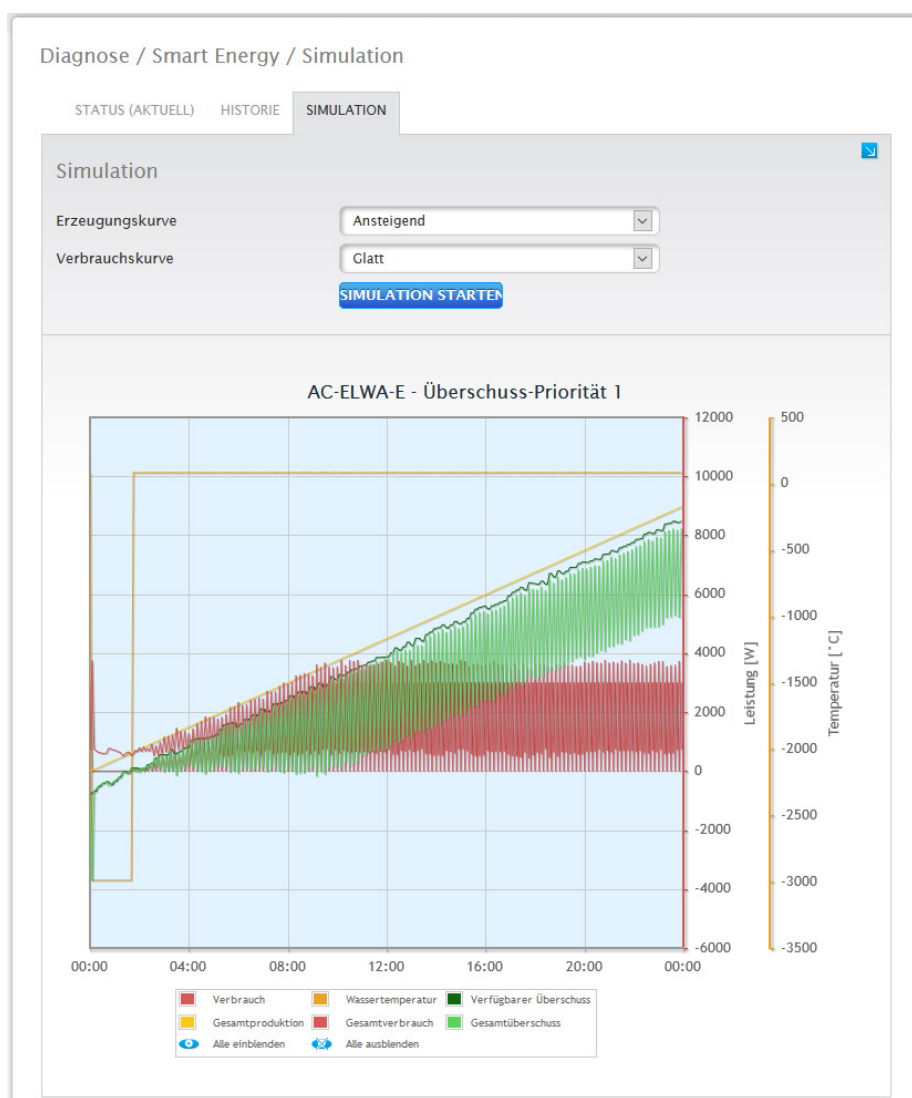 Diagnose / Smart Energy / Simulation
STATUS (AKTUELL) HISTORIE SIMULATION
Simulation
Erzeugungskurve Ansteigend
Verbrauchskurve Glatt
SIMULATION STARTEN
AC-ELWA-E - Überschuss-Priorität 1
12000 500
10000 0
8000 -500
6000 -1000
4000 -1500
2000 -2000
0 -2500
-2000 -3000
-4000 -3500
-6000
Leistung [W]
Temperatur [°C]
00:00 04:00 08:00 12:00 16:00 20:00 00:00
Verbrauch Wassertemperatur Verfügbarer Überschuss
Gesamtproduktion Gesamtverbrauch Gesamtüberschuss
Alle einblenden Alle ausblenden